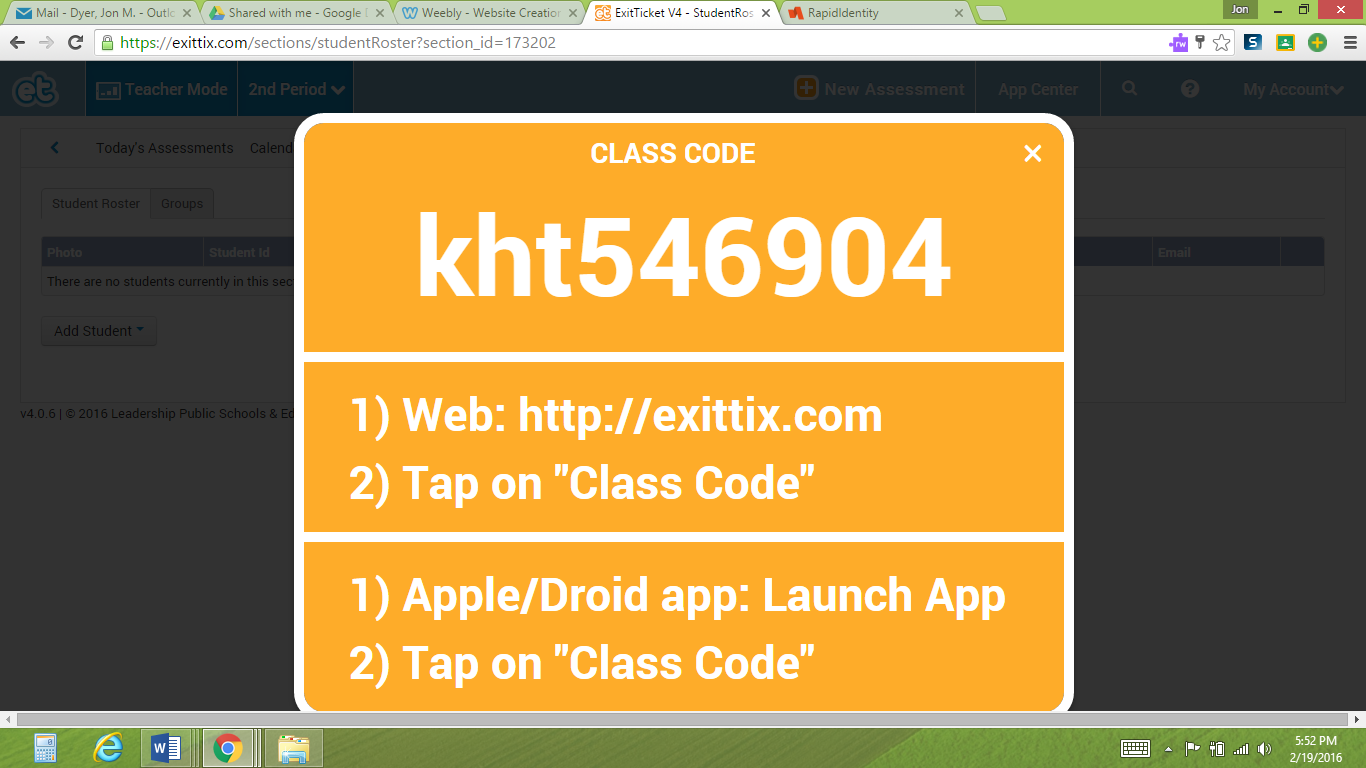 Mail - Dyer, Jon M. - Outlo
Shared with me - Google D
Weebly - Website Creation
ExitTicket V4 - StudentRos
RapidIdentity
Jon
https://exittix.com/sections/studentRoster?section_id=173202
rw
S
et
Teacher Mode
2nd Period
New Assessment
App Center
My Account
Today's Assessments
Calend
Student Roster
Groups
Photo
Student Id
Email
There are no students currently in this sec
Add Student
v4.0.6 | © 2016 Leadership Public Schools & Ed
CLASS CODE
kht546904
1) Web: http://exittix.com
2) Tap on "Class Code"
1) Apple/Droid app: Launch App
2) Tap on "Class Code"
5:52 PM
2/19/2016